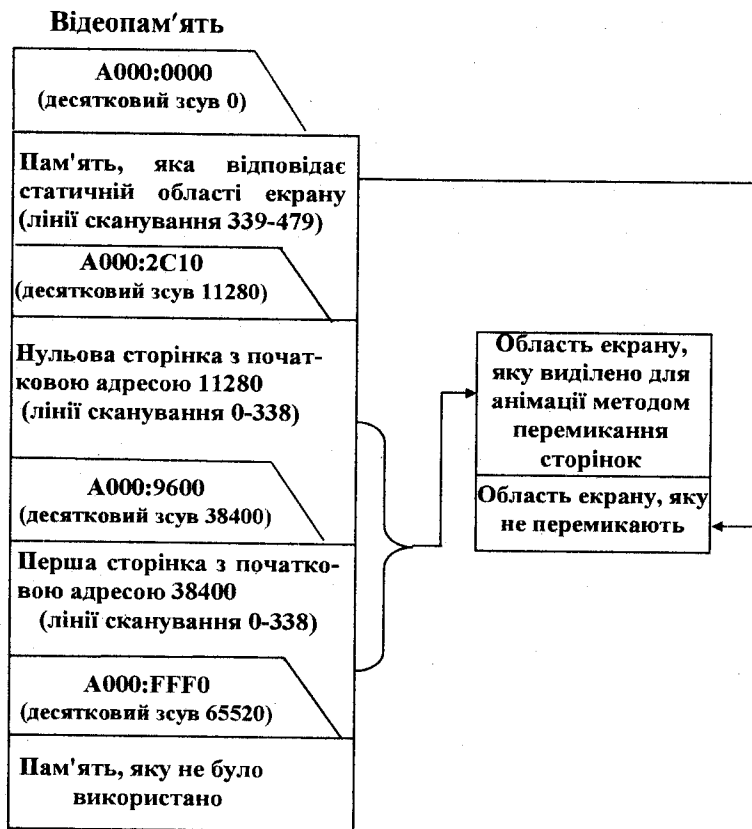 Відеопам'ять
A000:0000
(десятковий зсув 0)
Пам'ять, яка відповідає
статичній області екрану
(лінії сканування 339-479)
A000:2C10
(десятковий зсув 11280)
Нульова сторінка з почат-
ковою адресою 11280
(лінії сканування 0-338)
A000:9600
(десятковий зсув 38400)
Перша сторінка з початко-
вою адресою 38400
(лінії сканування 0-338)
A000:FFF0
(десятковий зсув 65520)
Пам'ять, яку не було
використано
Область екрану,
яку виділено для
анімації методом
перемикання
сторінок
Область екрану, яку
не перемикають